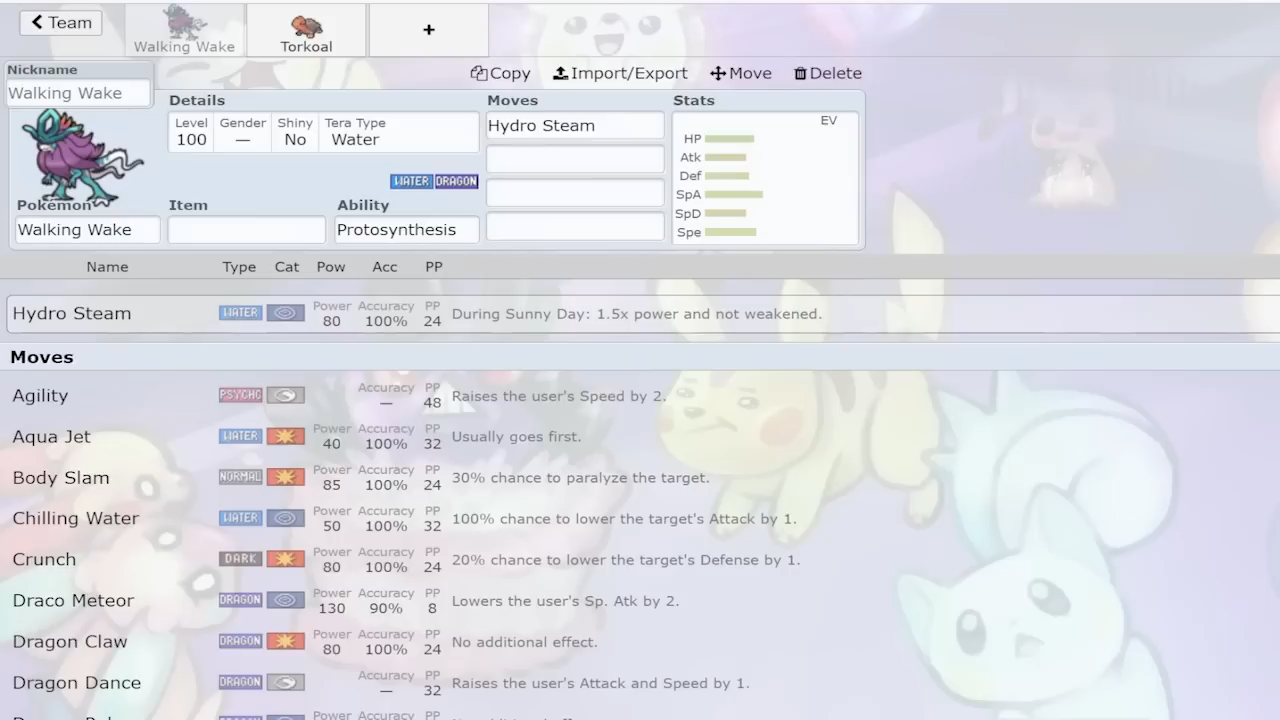 Team
Walking Wake
Torkoal
+
Nickname
Walking Wake
Copy
Import/Export
Move
Delete
Details
Level
100
Gender
—
Shiny
No
Tera Type
Water
WATER DRAGON
Pokémon
Walking Wake
Item
Ability
Protosynthesis
Moves
Hydro Steam
Stats
EV
HP
Atk
Def
SpA
SpD
Spe
Name Type Cat Pow Acc PP
Hydro Steam WATER Power 80 Accuracy 100% PP 24 During Sunny Day: 1.5x power and not weakened.
Moves
Agility PSYCHC Accuracy — PP 48 Raises the user's Speed by 2.
Aqua Jet WATER Power 40 Accuracy 100% PP 32 Usually goes first.
Body Slam NORMAL Power 85 Accuracy 100% PP 24 30% chance to paralyze the target.
Chilling Water WATER Power 50 Accuracy 100% PP 32 100% chance to lower the target's Attack by 1.
Crunch DARK Power 80 Accuracy 100% PP 24 20% chance to lower the target's Defense by 1.
Draco Meteor DRAGON Power 130 Accuracy 90% PP 8 Lowers the user's Sp. Atk by 2.
Dragon Claw DRAGON Power 80 Accuracy 100% PP 24 No additional effect.
Dragon Dance DRAGON Accuracy — PP 32 Raises the user's Attack and Speed by 1.
Power Accuracy PP